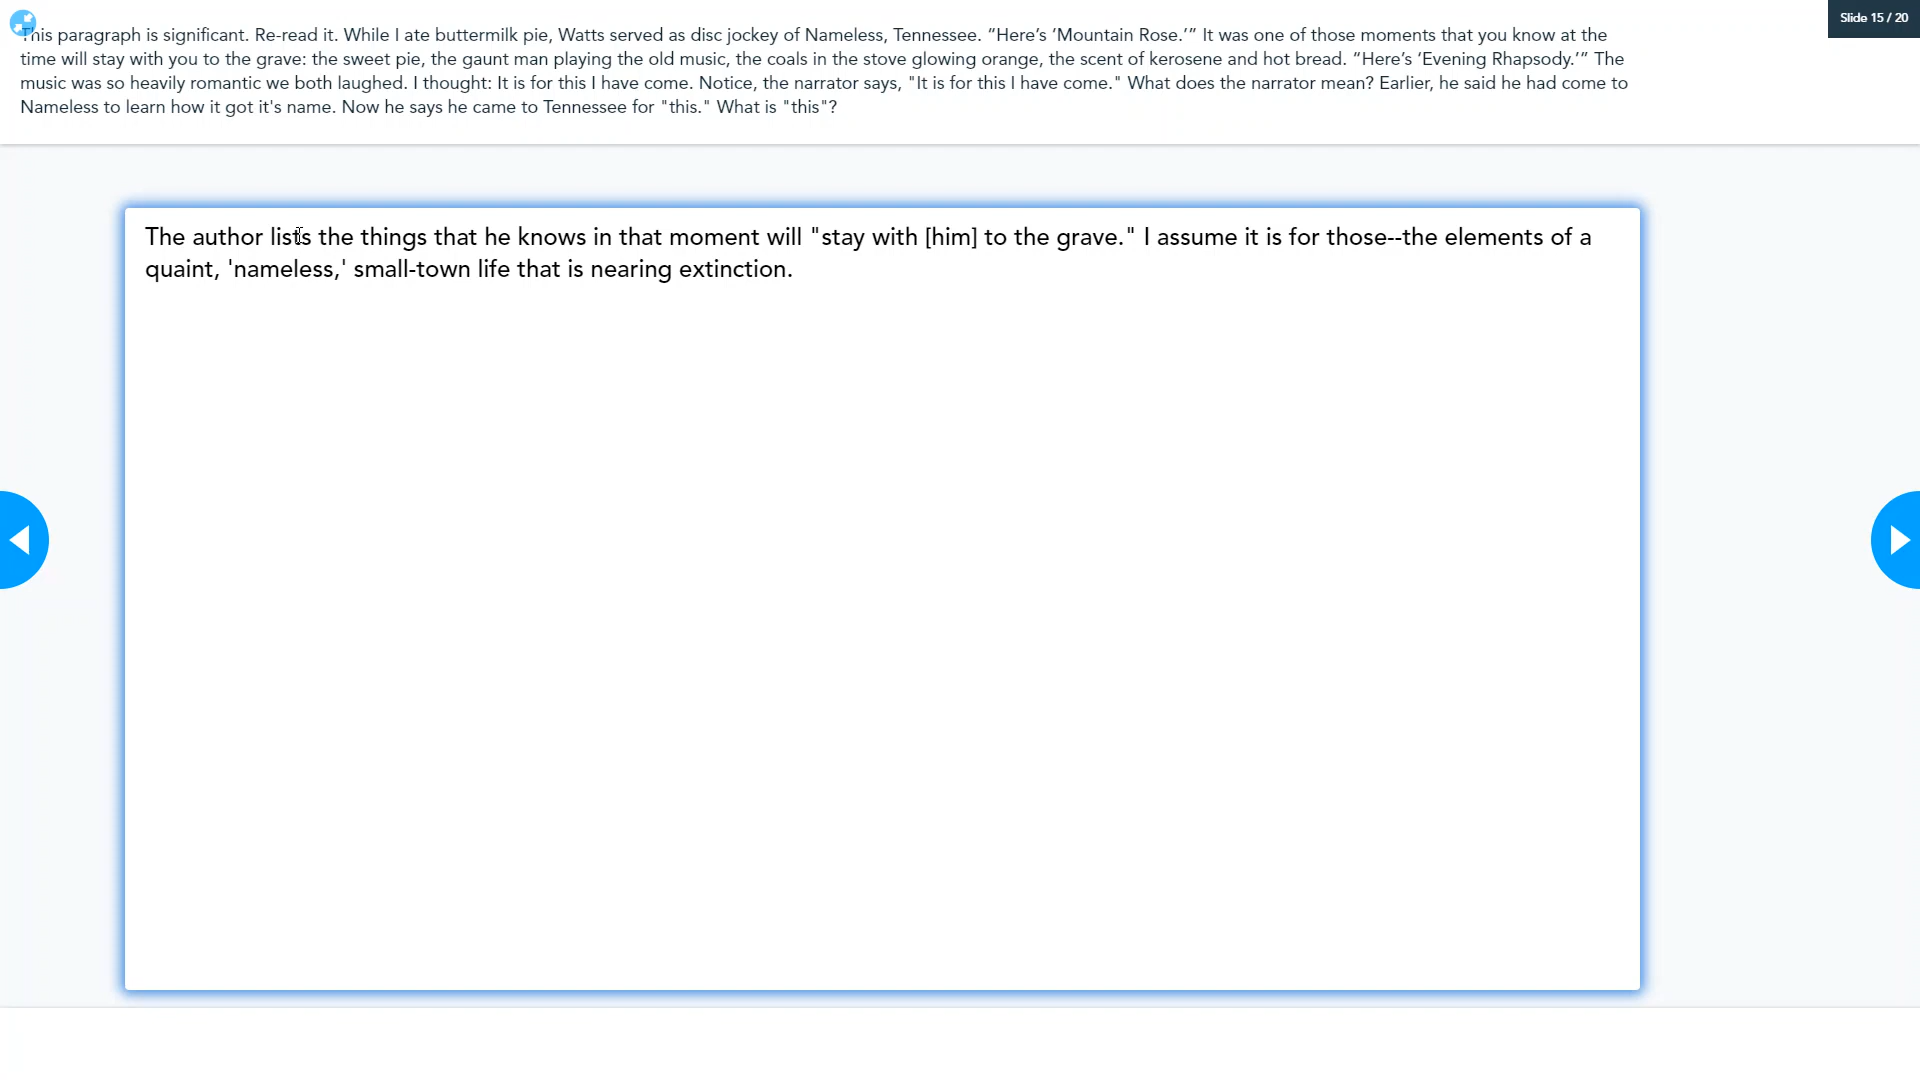 Slide 15 / 20
This paragraph is significant. Re-read it. While I ate buttermilk pie, Watts served as disc jockey of Nameless, Tennessee. “Here’s ‘Mountain Rose.’” It was one of those moments that you know at the
time will stay with you to the grave: the sweet pie, the gaunt man playing the old music, the coals in the stove glowing orange, the scent of kerosene and hot bread. “Here’s ‘Evening Rhapsody.’” The
music was so heavily romantic we both laughed. I thought: It is for this I have come. Notice, the narrator says, "It is for this I have come." What does the narrator mean? Earlier, he said he had come to
Nameless to learn how it got it's name. Now he says he came to Tennessee for "this." What is "this"?
The author lists the things that he knows in that moment will "stay with [him] to the grave." I assume it is for those--the elements of a
quaint, 'nameless,' small-town life that is nearing extinction.